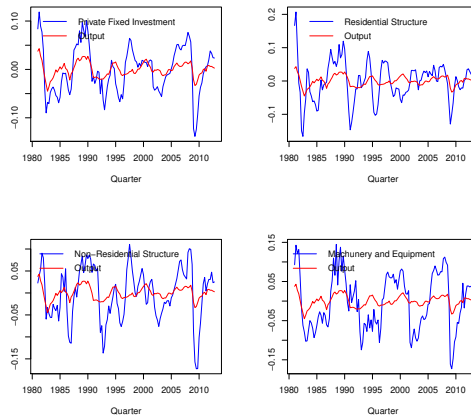 Private Fixed Investment
Output
0.10
0.00
−0.10
1980 1985 1990 1995 2000 2005 2010
Quarter
Residential Structure
Output
0.2
0.1
0.0
−0.1
1980 1985 1990 1995 2000 2005 2010
Quarter
Non−Residential Structure
Output
0.05
−0.05
−0.15
1980 1985 1990 1995 2000 2005 2010
Quarter
Machunery and Equipment
Output
0.15
0.05
−0.05
−0.15
1980 1985 1990 1995 2000 2005 2010
Quarter